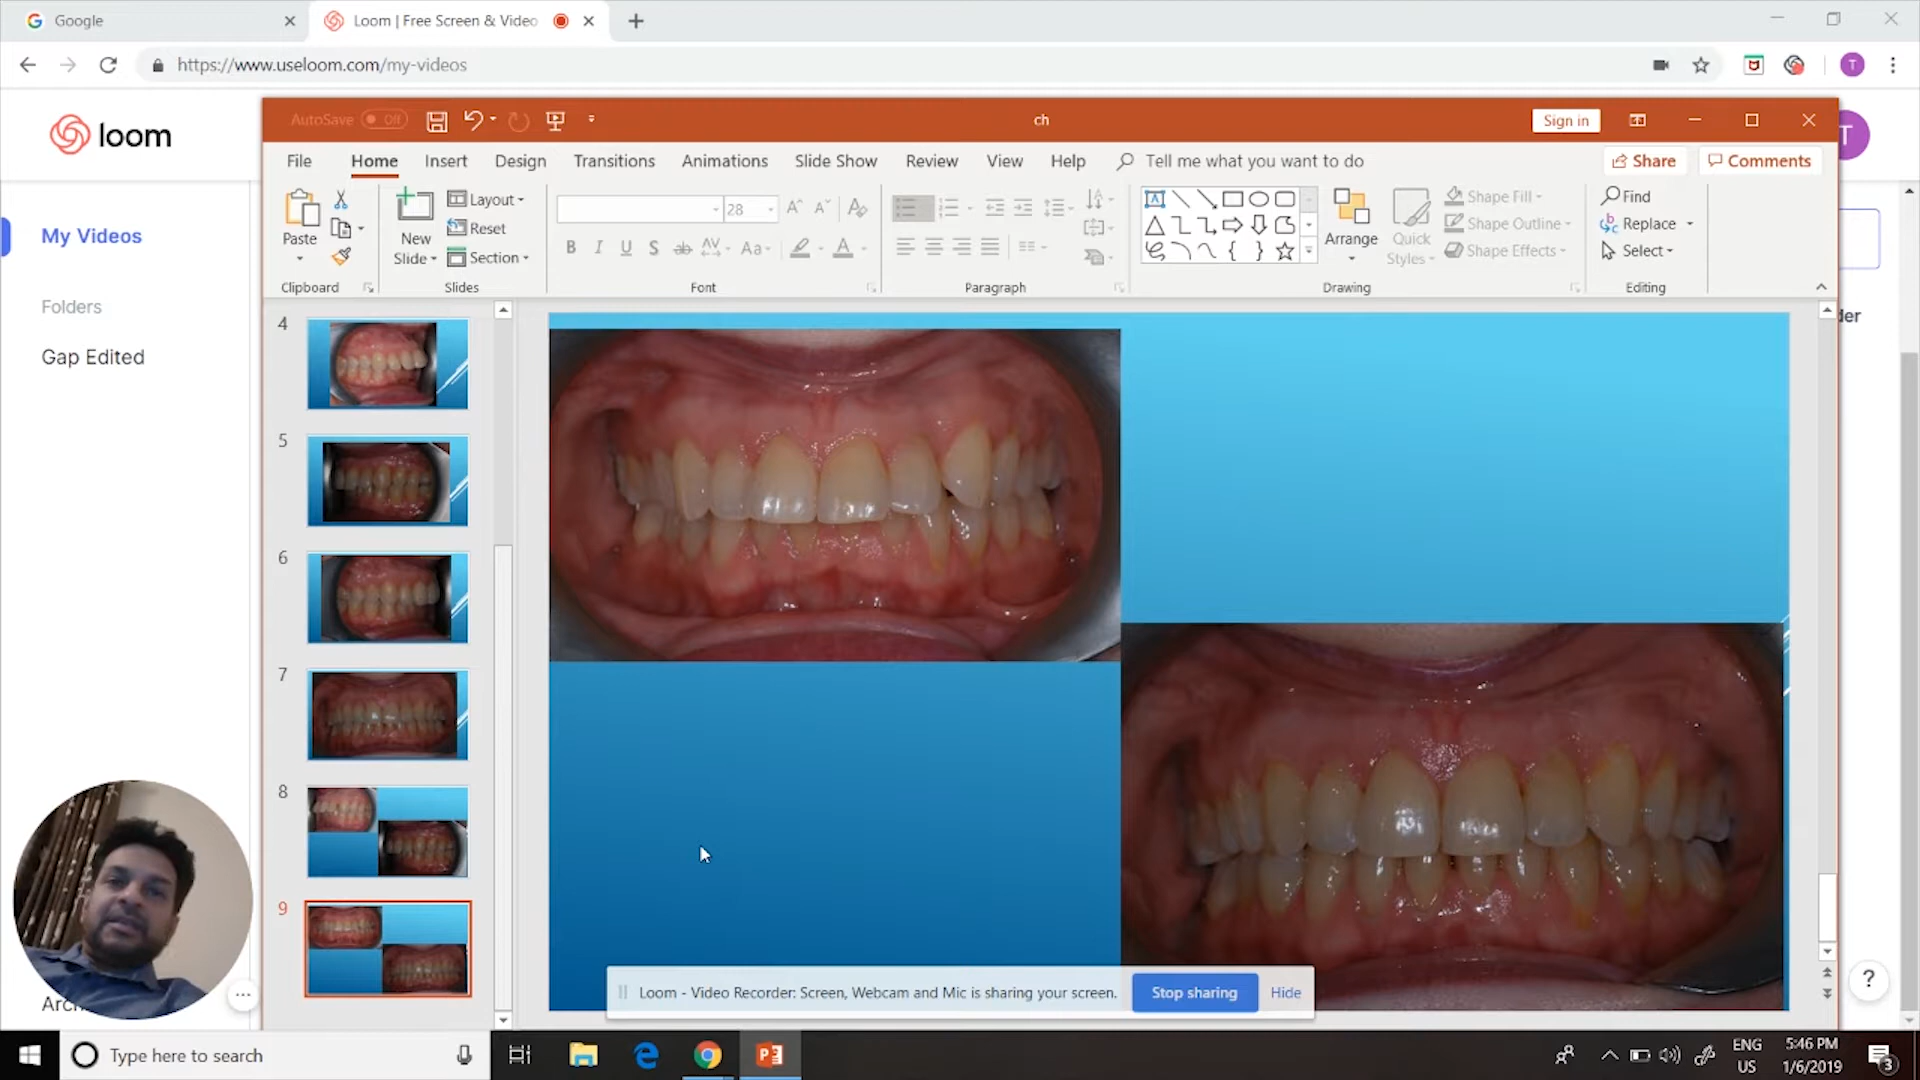 Google
Loom | Free Screen & Video
https://www.useloom.com/my-videos
T
loom
T
My Videos
Folders
Gap Edited
AutoSave Off
ch
Sign in
File Home Insert Design Transitions Animations Slide Show Review View Help Tell me what you want to do
Share
Comments
Paste
New
Slide
Layout
Reset
Section
28
B I U S ab AV Aa A
Arrange
Quick
Styles
Shape Fill
Shape Outline
Shape Effects
Find
Replace
Select
Clipboard Slides Font Paragraph Drawing Editing
der
4
5
6
7
8
9
Loom - Video Recorder: Screen, Webcam and Mic is sharing your screen.
Stop sharing
Hide
?
Type here to search
ENG
US
5:46 PM
1/6/2019
3